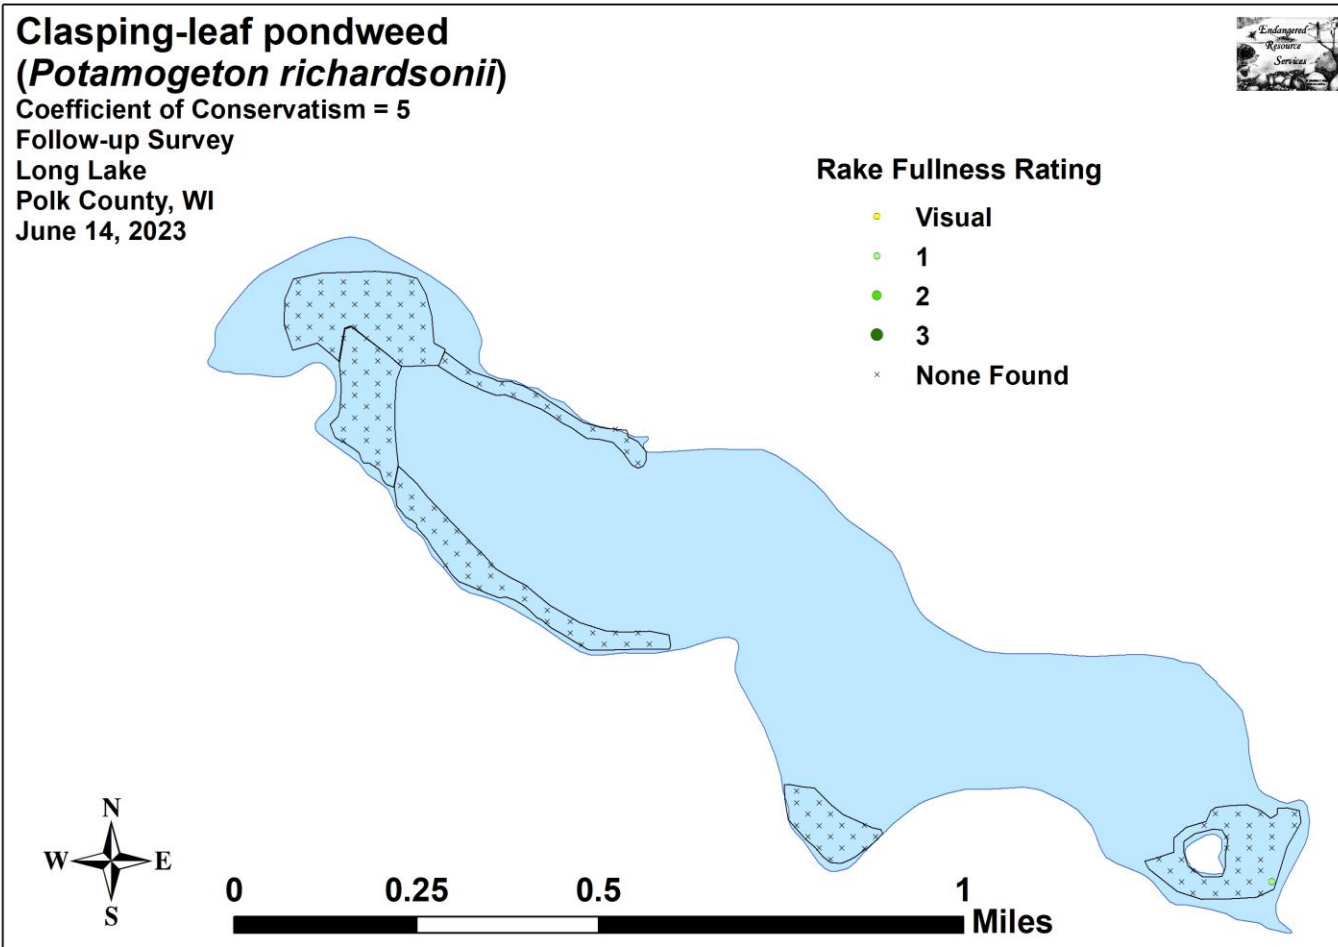 Clasping-leaf pondweed
(Potamogeton richardsonii)
Coefficient of Conservatism = 5
Follow-up Survey
Long Lake
Polk County, WI
June 14, 2023
Endangered
Resource
Services
Rake Fullness Rating
Visual
1
2
3
None Found
N
W E
S
0 0.25 0.5 1
Miles